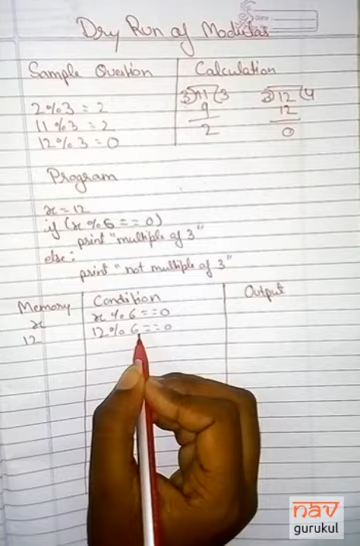 Dry Run of Modulus
Sample Question
Calculation
2%3 = 2
11%3 = 2
12%3 = 0
3)11(3
9
2
3)12(4
12
0
Program
x = 12
if (x%6 == 0)
print "multiple of 3"
else:
print "not multiple of 3"
Memory
Condition
Output
x
x%6 == 0
12
12%6 == 0
nav
gurukul